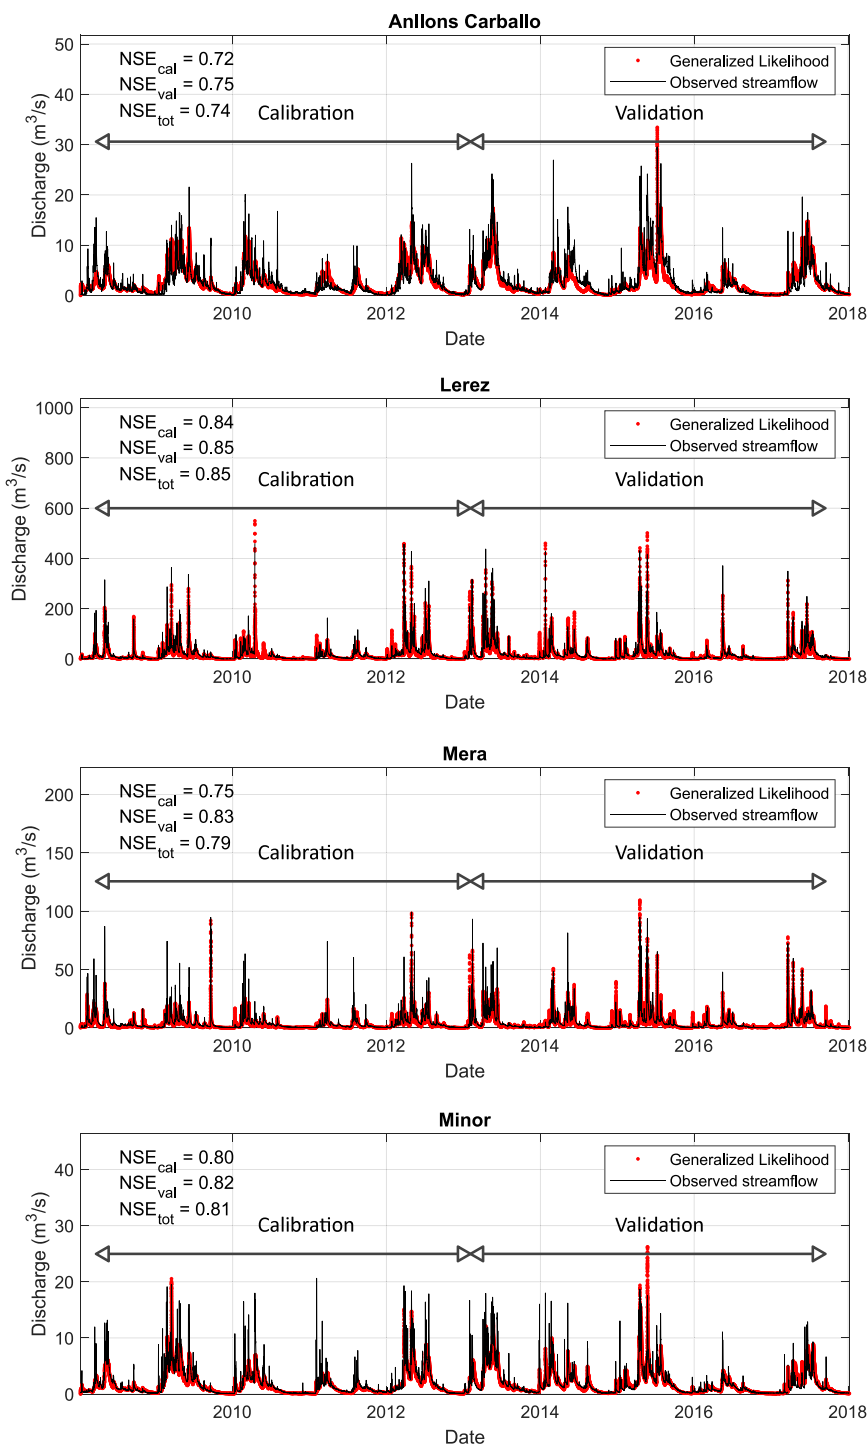 Anllons Carballo
50
40
30
20
10
0
Discharge (m3/s)
NSEcal = 0.72
NSEval = 0.75
NSEtot = 0.74
Generalized Likelihood
Observed streamflow
Calibration
Validation
2010
2012
2014
2016
2018
Date
Lerez
1000
800
600
400
200
0
Discharge (m3/s)
NSEcal = 0.84
NSEval = 0.85
NSEtot = 0.85
Generalized Likelihood
Observed streamflow
Calibration
Validation
2010
2012
2014
2016
2018
Date
Mera
200
150
100
50
0
Discharge (m3/s)
NSEcal = 0.75
NSEval = 0.83
NSEtot = 0.79
Generalized Likelihood
Observed streamflow
Calibration
Validation
2010
2012
2014
2016
2018
Date
Minor
40
30
20
10
0
Discharge (m3/s)
NSEcal = 0.80
NSEval = 0.82
NSEtot = 0.81
Generalized Likelihood
Observed streamflow
Calibration
Validation
2010
2012
2014
2016
2018
Date